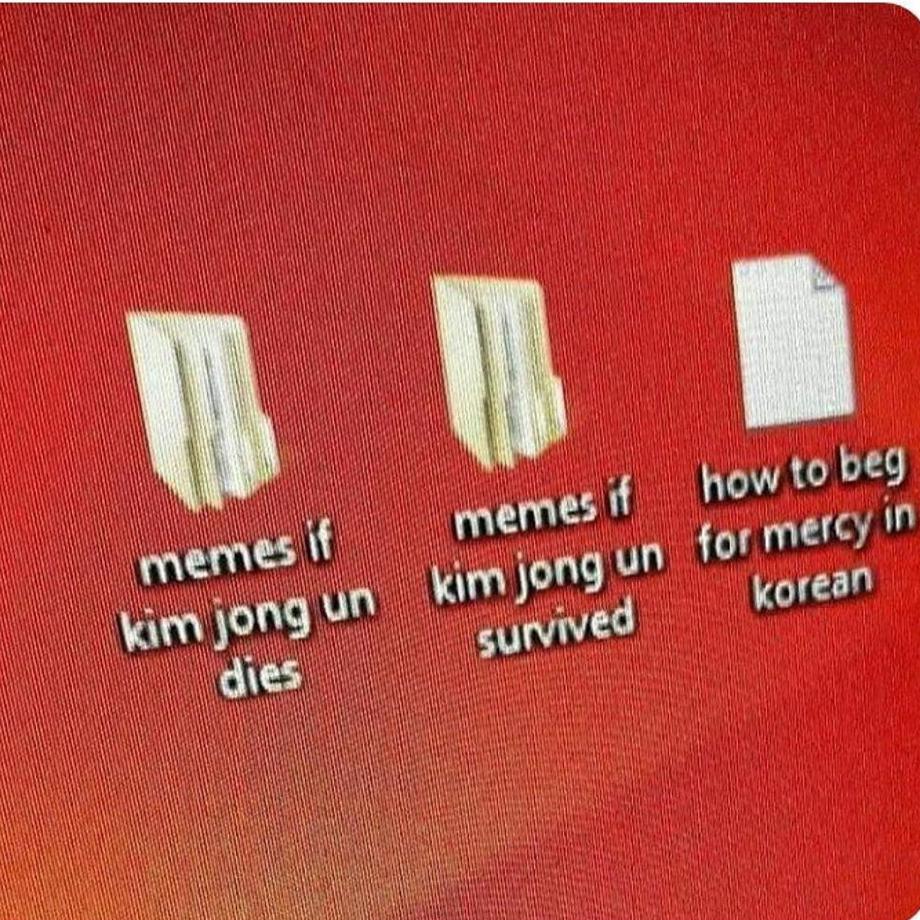 memes if
kim jong un
dies
memes if
kim jong un
survived
how to beg
for mercy in
korean